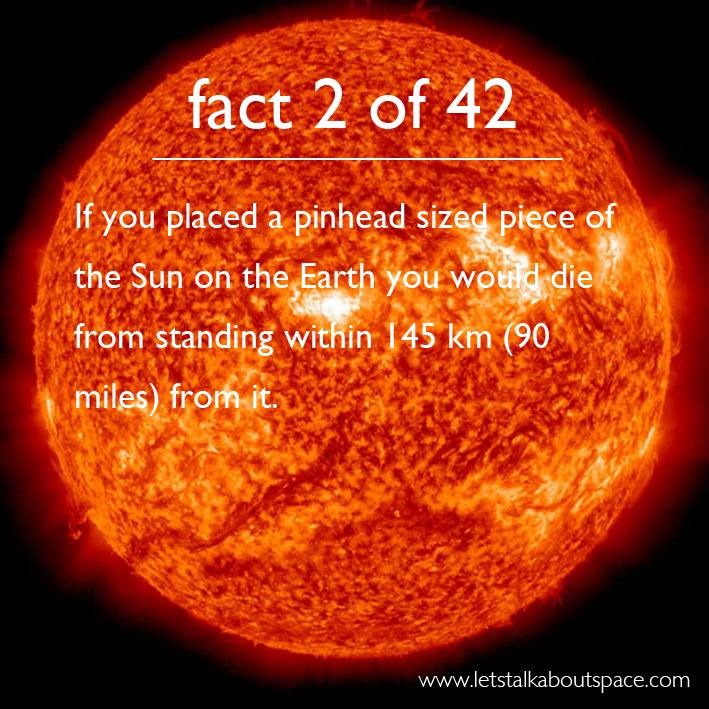 fact 2 of 42
If you placed a pinhead sized piece of
the Sun on the Earth you would die
from standing within 145 km (90
miles) from it.
www.letstalkaboutspace.com